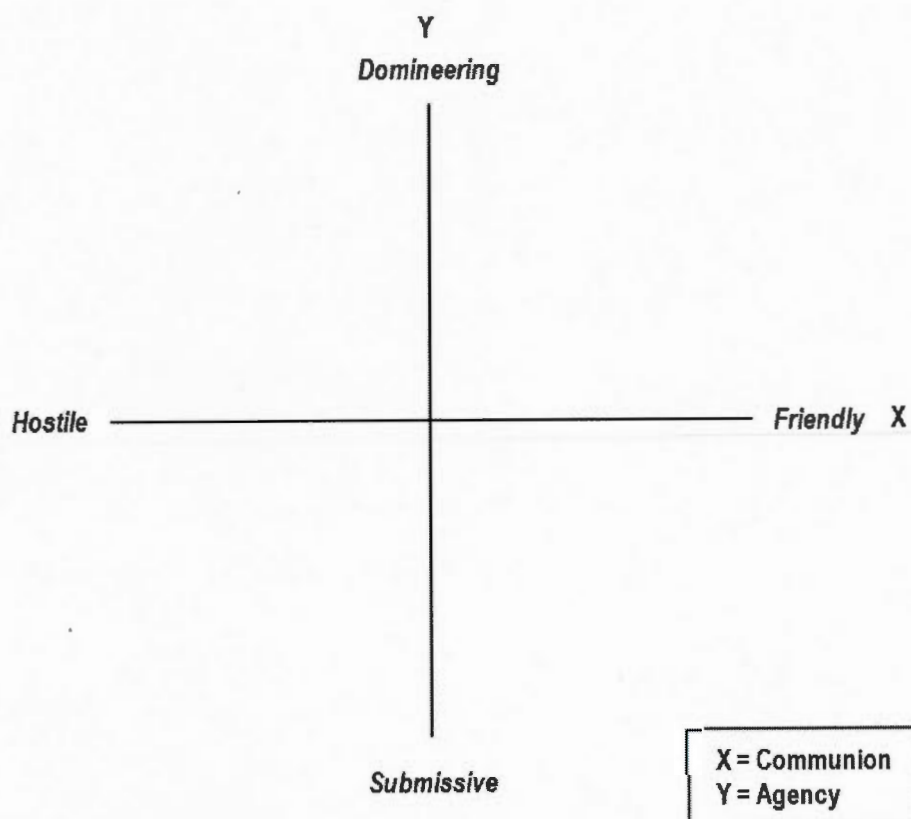 Y
Domineering
Hostile
Friendly X
Submissive
X = Communion
Y = Agency